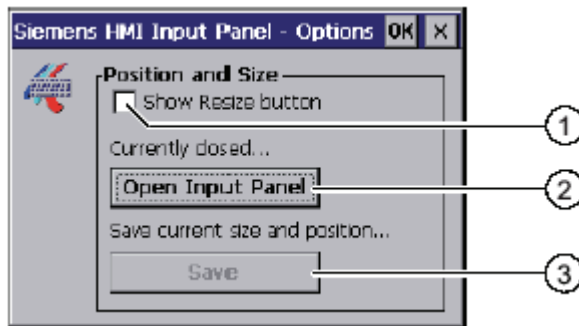 Siemens HMI Input Panel - Options OK ×
Position and Size
Show Resize button
1
Currently closed...
Open Input Panel
2
Save current size and position...
Save
3